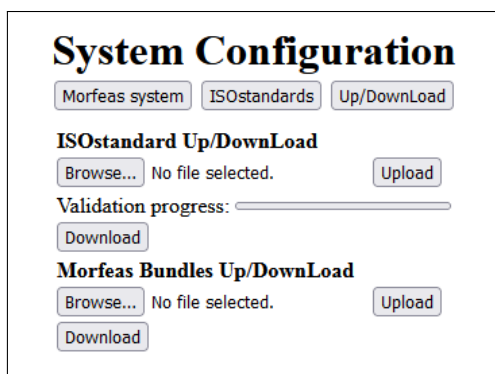 System Configuration
Morfeas system ISOstandards Up/DownLoad
ISOstandard Up/DownLoad
Browse... No file selected. Upload
Validation progress:
Download
Morfeas Bundles Up/DownLoad
Browse... No file selected. Upload
Download